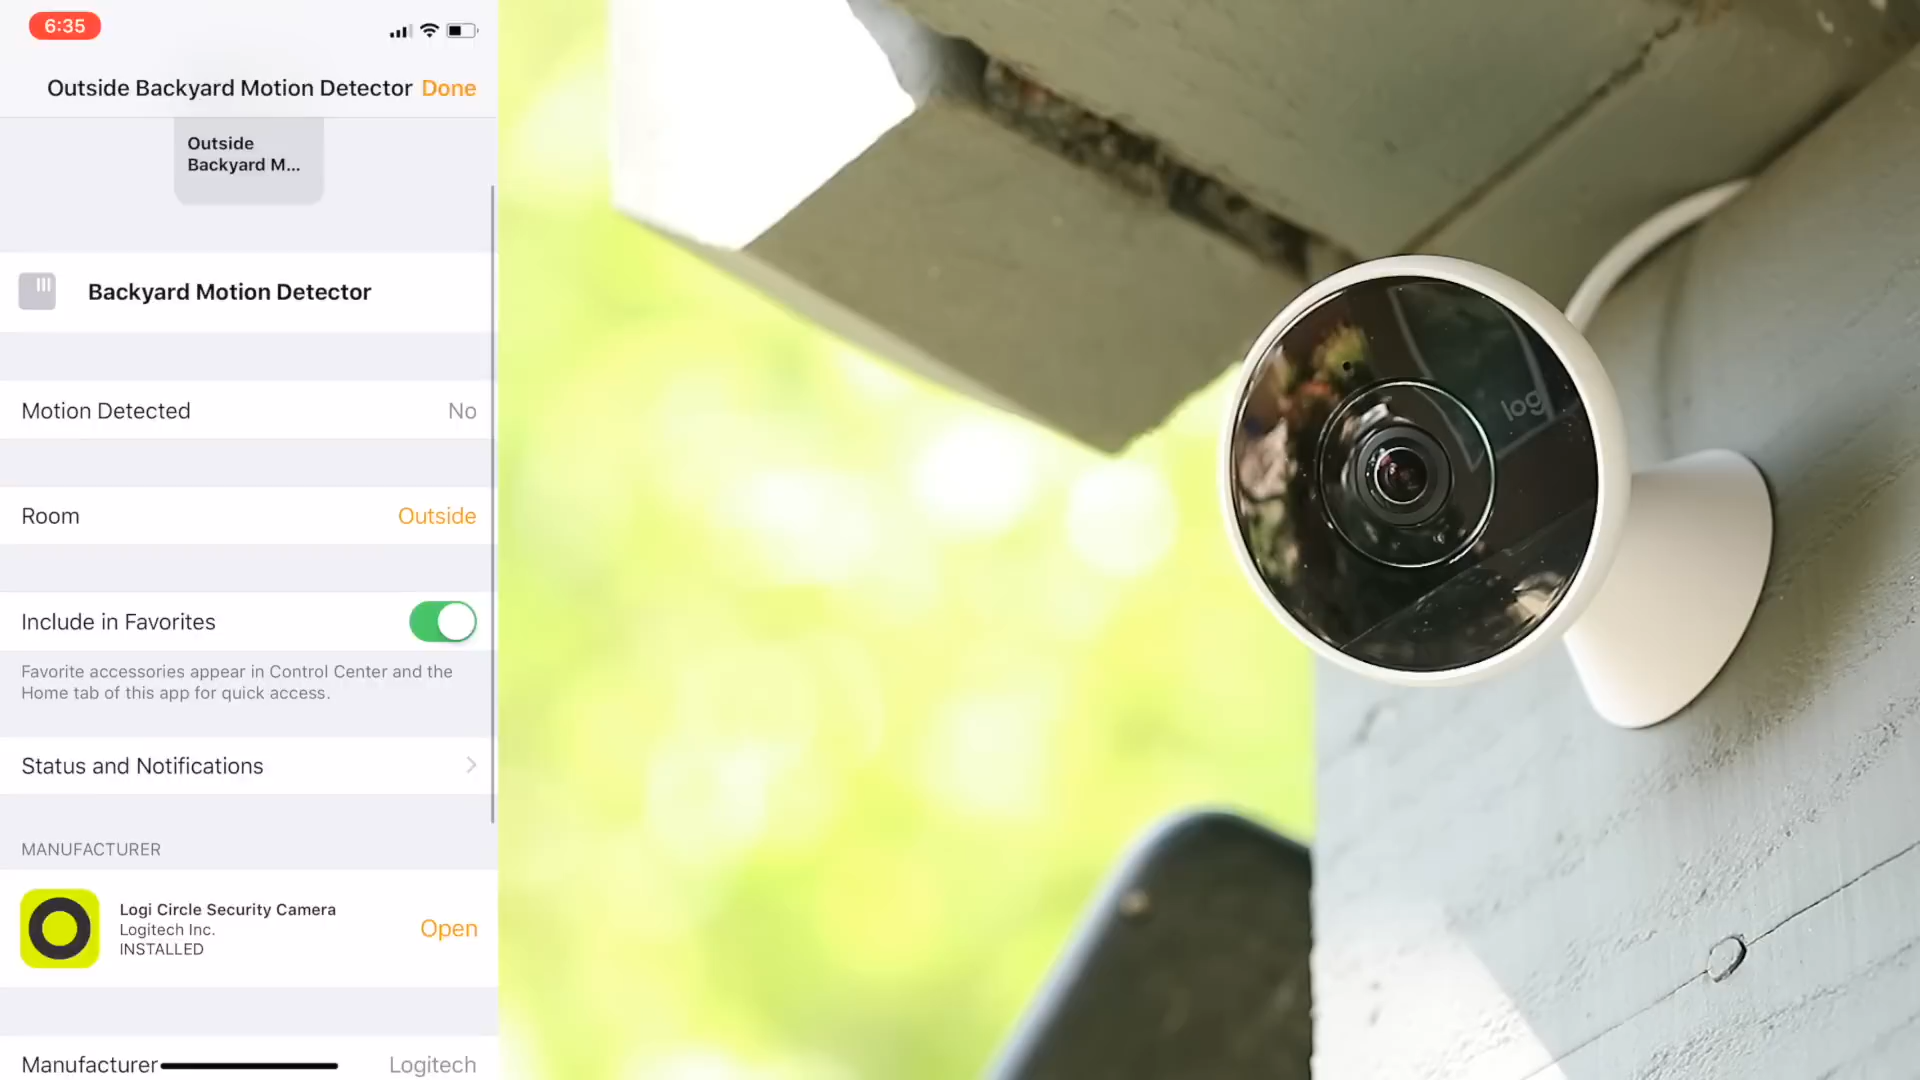 6:35
Outside Backyard Motion Detector Done
Outside
Backyard M...
Backyard Motion Detector
Motion Detected No
Room Outside
Include in Favorites
Favorite accessories appear in Control Center and the
Home tab of this app for quick access.
Status and Notifications
MANUFACTURER
Logi Circle Security Camera
Logitech Inc.
INSTALLED
Open
Manufacturer Logitech
logi